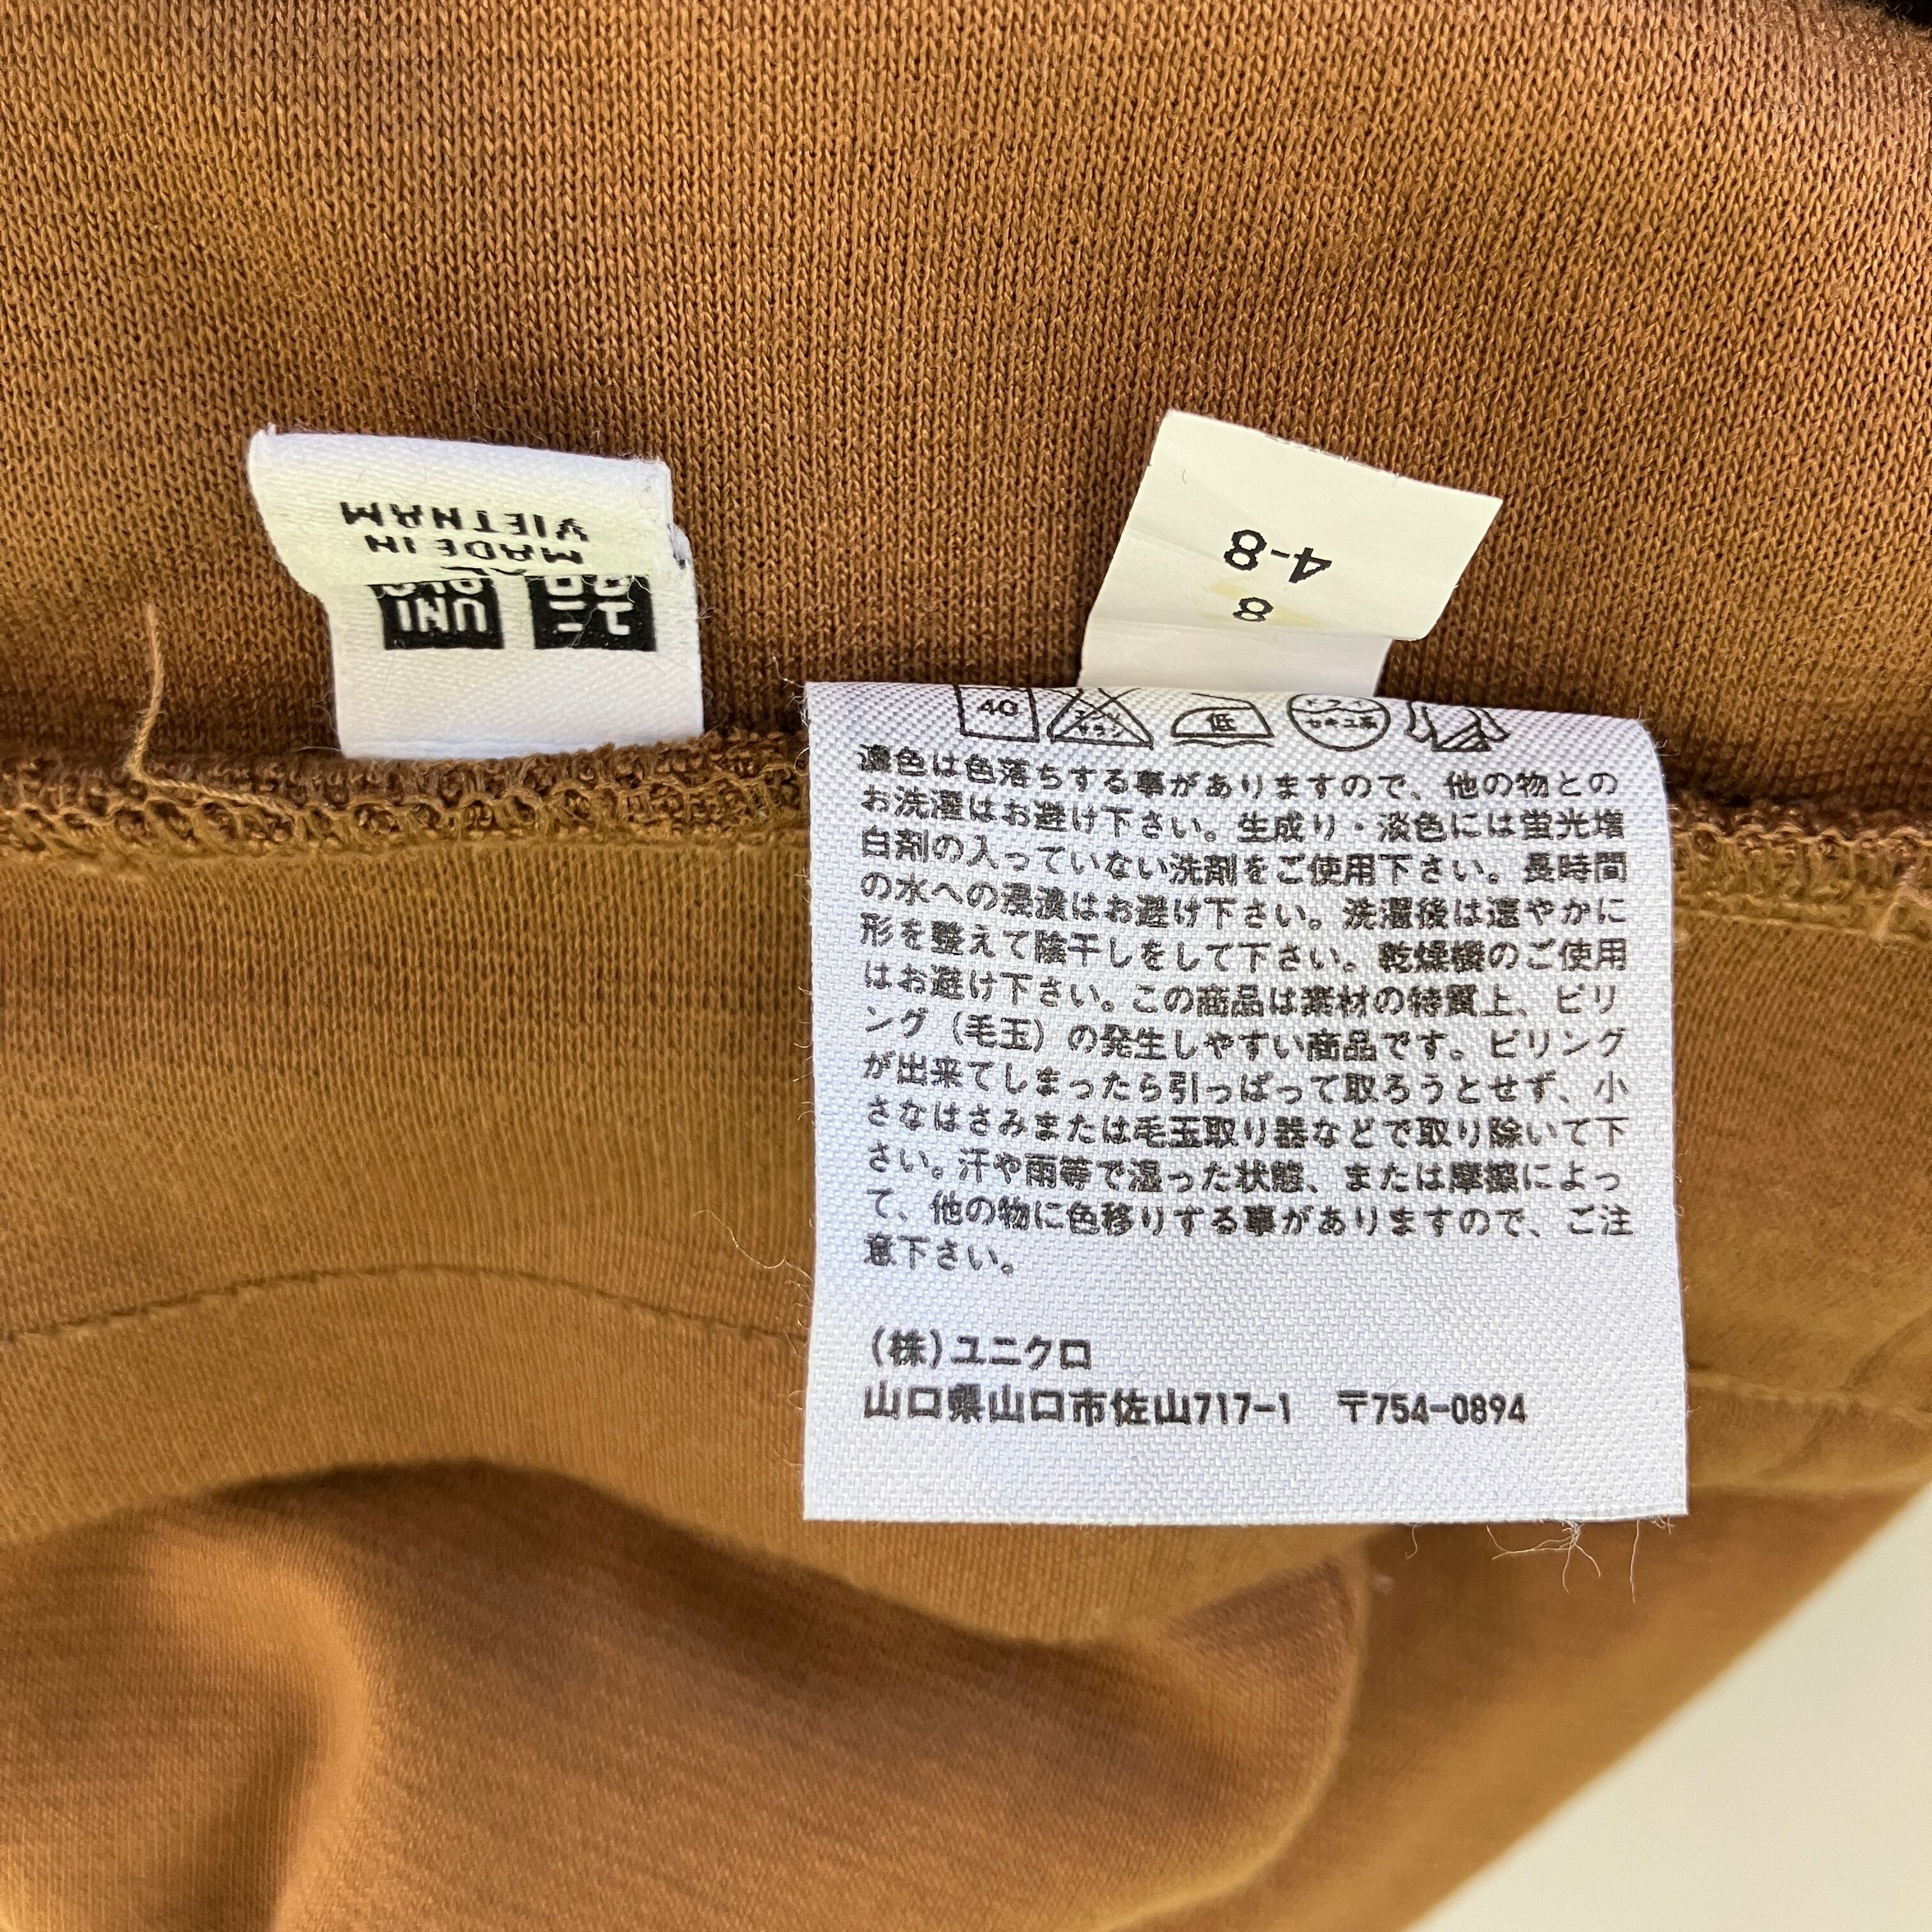 MADE IN
VIETNAM
UNI
4-8
8
40
エンソ
サラン
低
ドライ
セキユ系
濃色は色落ちする事がありますので、他の物との
お洗濯はお避け下さい。生成り・淡色には蛍光増
白剤の入っていない洗剤をご使用下さい。長時間
の水への浸漬はお避け下さい。洗濯後は速やかに
形を整えて陰干しをして下さい。乾燥機のご使用
はお避け下さい。この商品は素材の特質上、ピリ
ング（毛玉）の発生しやすい商品です。ピリング
が出来てしまったら引っぱって取ろうとせず、小
さなはさみまたは毛玉取り器などで取り除いて下
さい。汗や雨等で湿った状態、または摩擦によっ
て、他の物に色移りする事がありますので、ご注
意下さい。
(株)ユニクロ
山口県山口市佐山717-1 〒754-0894